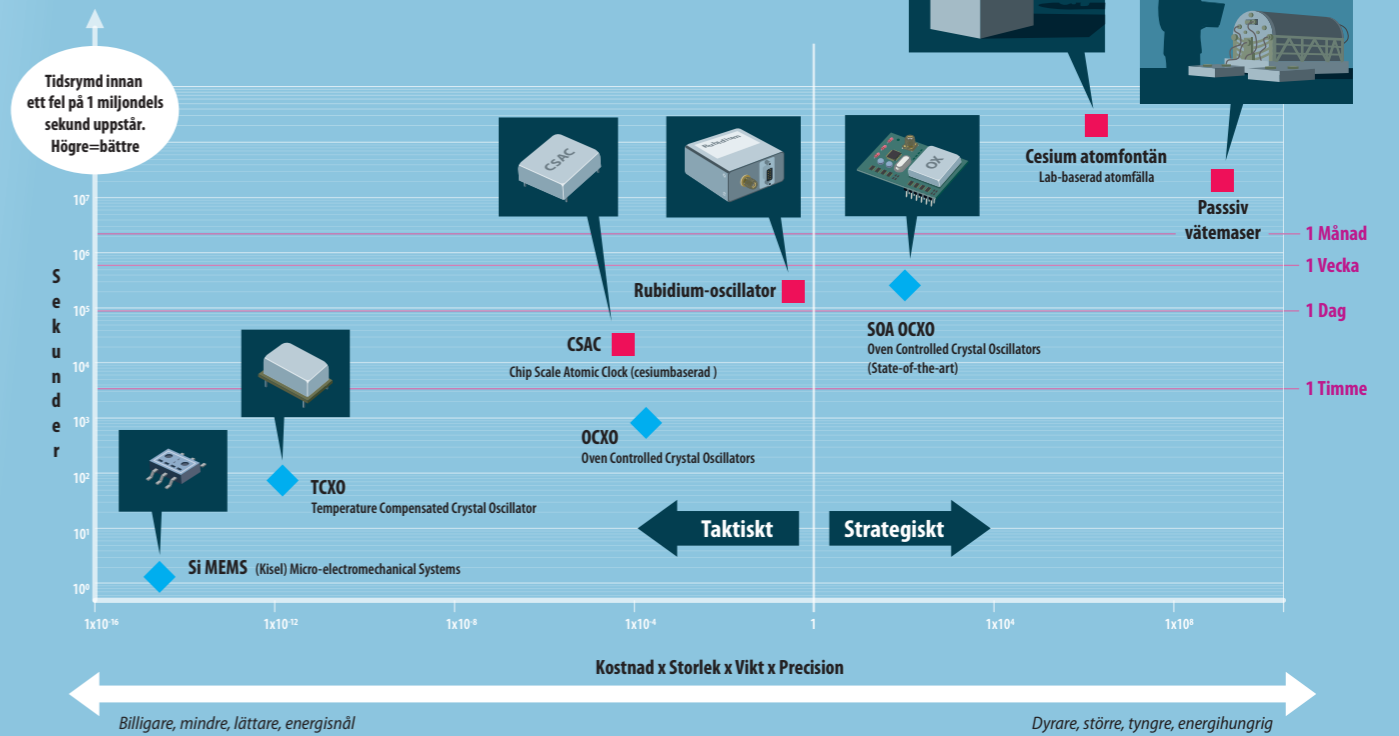 Tidsrymd innan
ett fel på 1 miljondels
sekund uppstår.
Högre=bättre
Sekunder
10⁷
10⁶
10⁵
10⁴
10³
10²
10¹
10⁰
1x10⁻¹⁶
1x10⁻¹²
1x10⁻⁸
1x10⁻⁴
1
1x10⁴
1x10⁸
1 Månad
1 Vecka
1 Dag
1 Timme
CSAC
Rubidium
OX
Cesium atomfontän
Lab-baserad atomfälla
Passsiv
vätemaser
Rubidium-oscillator
CSAC
Chip Scale Atomic Clock (cesiumbaserad )
SOA OCXO
Oven Controlled Crystal Oscillators
(State-of-the-art)
OCXO
Oven Controlled Crystal Oscillators
TCXO
Temperature Compensated Crystal Oscillator
Si MEMS (Kisel) Micro-electromechanical Systems
Taktiskt
Strategiskt
Kostnad x Storlek x Vikt x Precision
Billigare, mindre, lättare, energisnål
Dyrare, större, tyngre, energihungrig